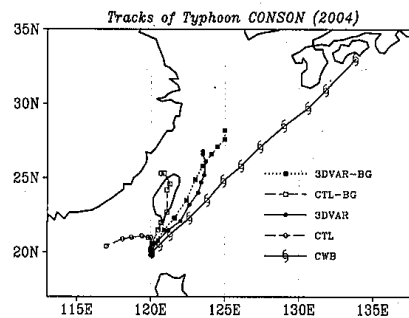 Tracks of Typhoon CONSON (2004)
35N
30N
25N
20N
115E 120E 125E 130E 135E
3DVAR-BG
CTL-BG
3DVAR
CTL
CWB